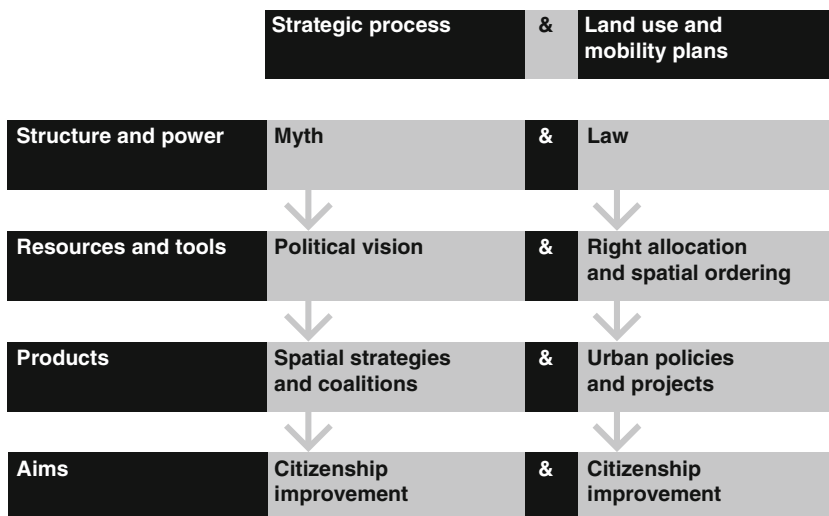 Strategic process & Land use and
mobility plans
Structure and power Myth & Law
Resources and tools Political vision & Right allocation
and spatial ordering
Products Spatial strategies & Urban policies
and coalitions and projects
Aims Citizenship & Citizenship
improvement improvement